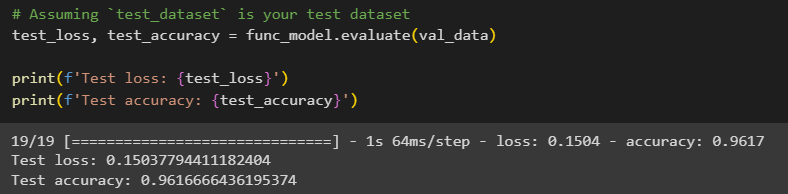 # Assuming `test_dataset` is your test dataset
test_loss, test_accuracy = func_model.evaluate(val_data)
print(f'Test loss: {test_loss}')
print(f'Test accuracy: {test_accuracy}')
19/19 [==============================] - 1s 64ms/step - loss: 0.1504 - accuracy: 0.9617
Test loss: 0.15037794411182404
Test accuracy: 0.9616666436195374